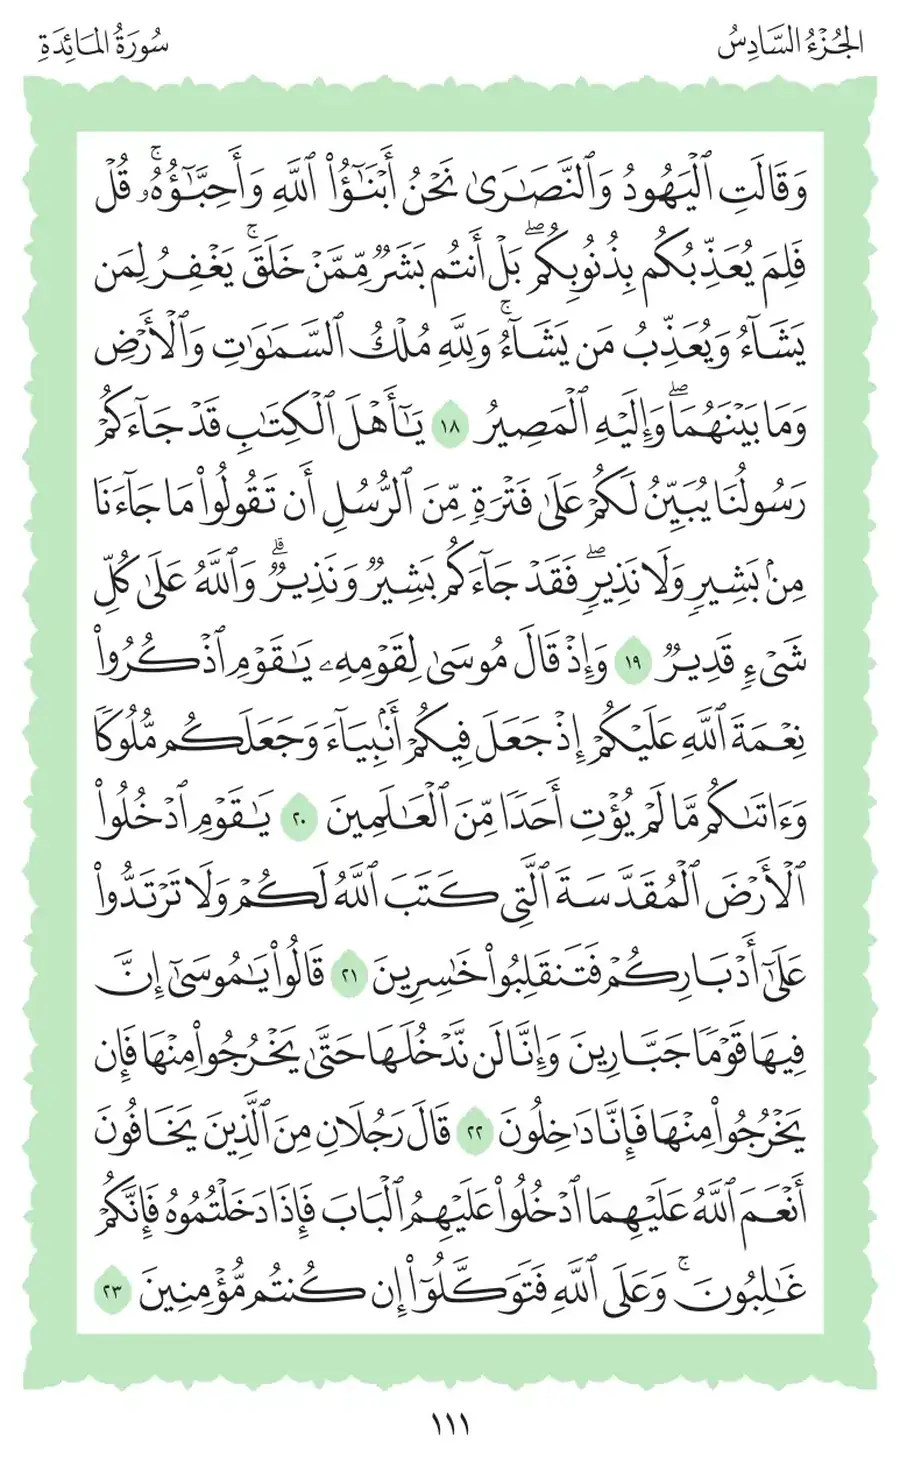 الجُزْءُ السَّادِسُ
سُورَةُ المَائِدَةِ
وَقَالَتِ ٱلْيَهُودُ وَٱلنَّصَـٰرَىٰ نَحْنُ أَبْنَـٰٓؤُا۟ ٱللَّهِ وَأَحِبَّـٰٓؤُهُۥ ۚ قُلْ
فَلِمَ يُعَذِّبُكُم بِذُنُوبِكُم ۖ بَلْ أَنتُم بَشَرٌ مِّمَّنْ خَلَقَ ۚ يَغْفِرُ لِمَن
يَشَآءُ وَيُعَذِّبُ مَن يَشَآءُ ۚ وَلِلَّهِ مُلْكُ ٱلسَّمَـٰوَٰتِ وَٱلْأَرْضِ
وَمَا بَيْنَهُمَا ۖ وَإِلَيْهِ ٱلْمَصِيرُ ١٨ يَـٰٓأَهْلَ ٱلْكِتَـٰبِ قَدْ جَآءَكُمْ
رَسُولُنَا يُبَيِّنُ لَكُمْ عَلَىٰ فَتْرَةٍ مِّنَ ٱلرُّسُلِ أَن تَقُولُوا۟ مَا جَآءَنَا
مِنۢ بَشِيرٍ وَلَا نَذِيرٍ ۖ فَقَدْ جَآءَكُم بَشِيرٌ وَنَذِيرٌ ۗ وَٱللَّهُ عَلَىٰ كُلِّ
شَىْءٍ قَدِيرٌ ١٩ وَإِذْ قَالَ مُوسَىٰ لِقَوْمِهِۦ يَـٰقَوْمِ ٱذْكُرُوا۟
نِعْمَةَ ٱللَّهِ عَلَيْكُمْ إِذْ جَعَلَ فِيكُمْ أَنۢبِيَآءَ وَجَعَلَكُم مُّلُوكًا
وَءَاتَىٰكُم مَّا لَمْ يُؤْتِ أَحَدًا مِّنَ ٱلْعَـٰلَمِينَ ٢٠ يَـٰقَوْمِ ٱدْخُلُوا۟
ٱلْأَرْضَ ٱلْمُقَدَّسَةَ ٱلَّتِى كَتَبَ ٱللَّهُ لَكُمْ وَلَا تَرْتَدُّوا۟
عَلَىٰٓ أَدْبَارِكُمْ فَتَنقَلِبُوا۟ خَـٰسِرِينَ ٢١ قَالُوا۟ يَـٰمُوسَىٰٓ إِنَّ
فِيهَا قَوْمًا جَبَّارِينَ وَإِنَّا لَن نَّدْخُلَهَا حَتَّىٰ يَخْرُجُوا۟ مِنْهَا فَإِن
يَخْرُجُوا۟ مِنْهَا فَإِنَّا دَٰخِلُونَ ٢٢ قَالَ رَجُلَانِ مِنَ ٱلَّذِينَ يَخَافُونَ
أَنْعَمَ ٱللَّهُ عَلَيْهِمَا ٱدْخُلُوا۟ عَلَيْهِمُ ٱلْبَابَ فَإِذَا دَخَلْتُمُوهُ فَإِنَّكُمْ
غَـٰلِبُونَ ۚ وَعَلَى ٱللَّهِ فَتَوَكَّلُوٓا۟ إِن كُنتُم مُّؤْمِنِينَ ٢٣
١١١